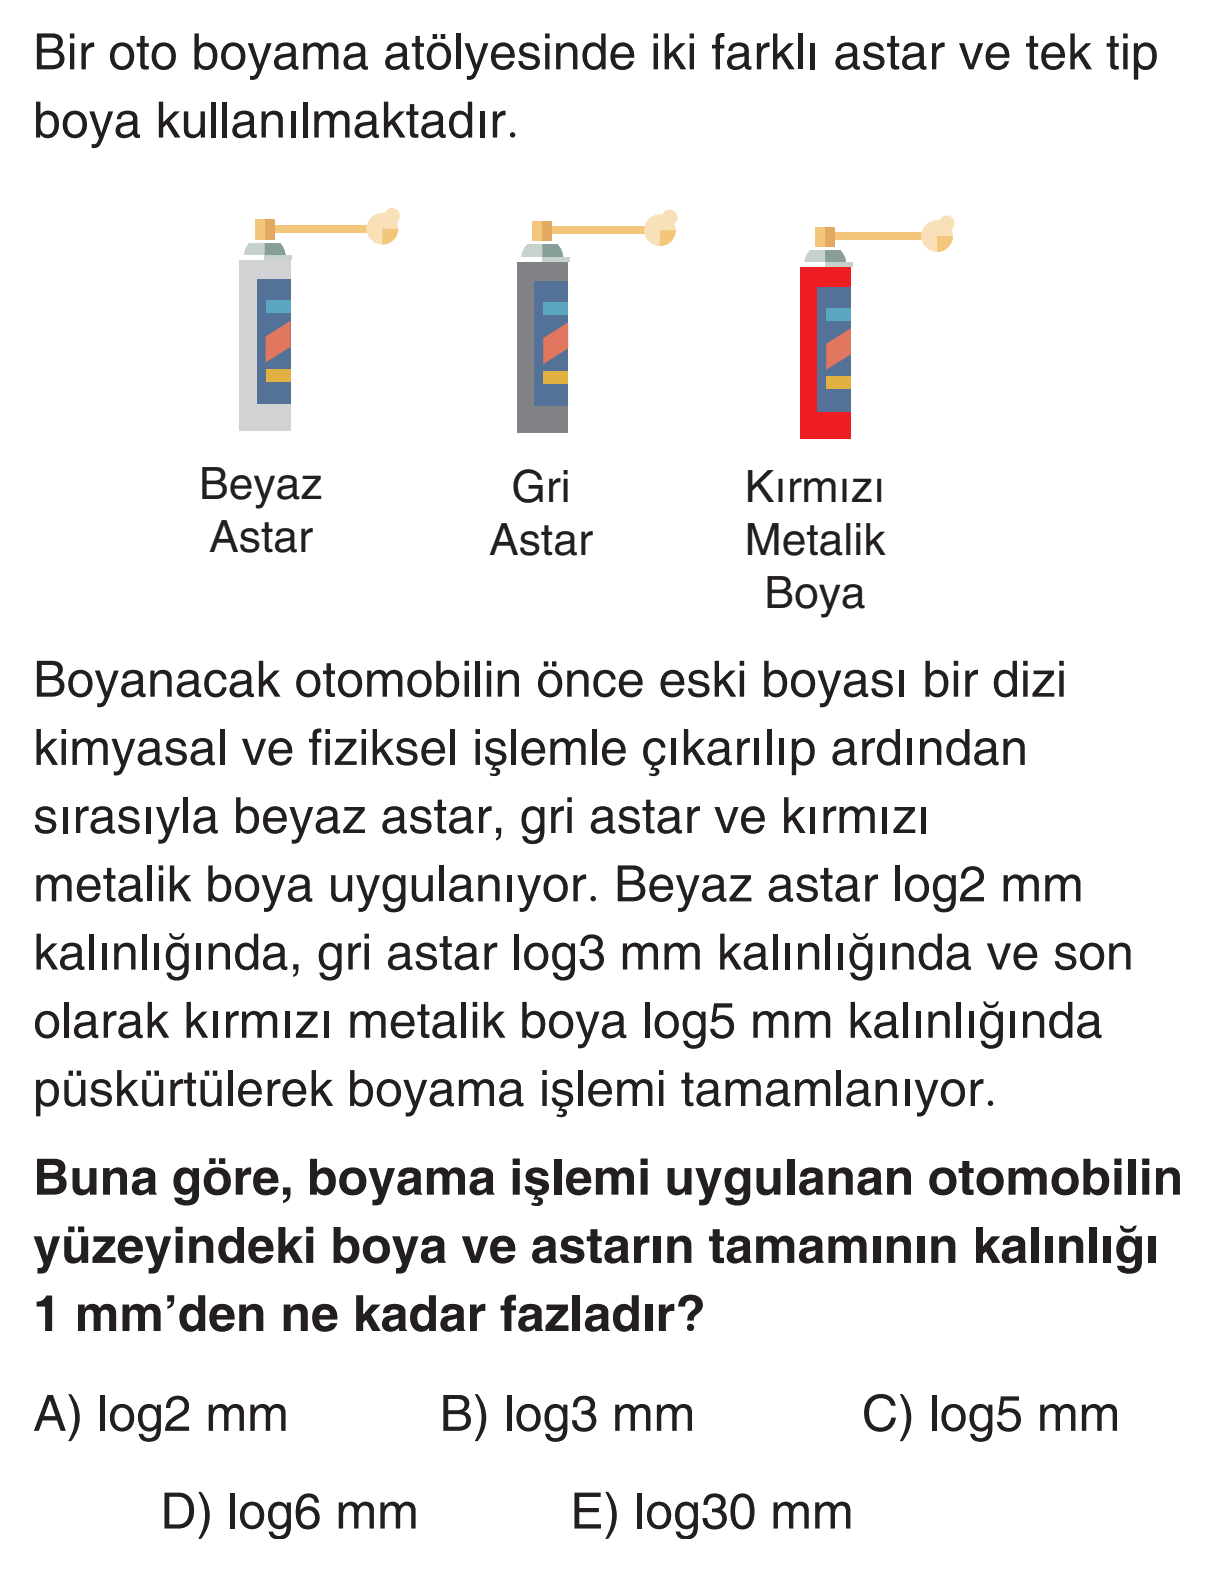 Bir oto boyama atölyesinde iki farklı astar ve tek tip
boya kullanılmaktadır.
Beyaz
Astar
Gri
Astar
Kırmızı
Metalik
Boya
Boyanacak otomobilin önce eski boyası bir dizi
kimyasal ve fiziksel işlemle çıkarılıp ardından
sırasıyla beyaz astar, gri astar ve kırmızı
metalik boya uygulanıyor. Beyaz astar log2 mm
kalınlığında, gri astar log3 mm kalınlığında ve son
olarak kırmızı metalik boya log5 mm kalınlığında
püskürtülerek boyama işlemi tamamlanıyor.
Buna göre, boyama işlemi uygulanan otomobilin
yüzeyindeki boya ve astarın tamamının kalınlığı
1 mm’den ne kadar fazladır?
A) log2 mm B) log3 mm C) log5 mm
D) log6 mm E) log30 mm